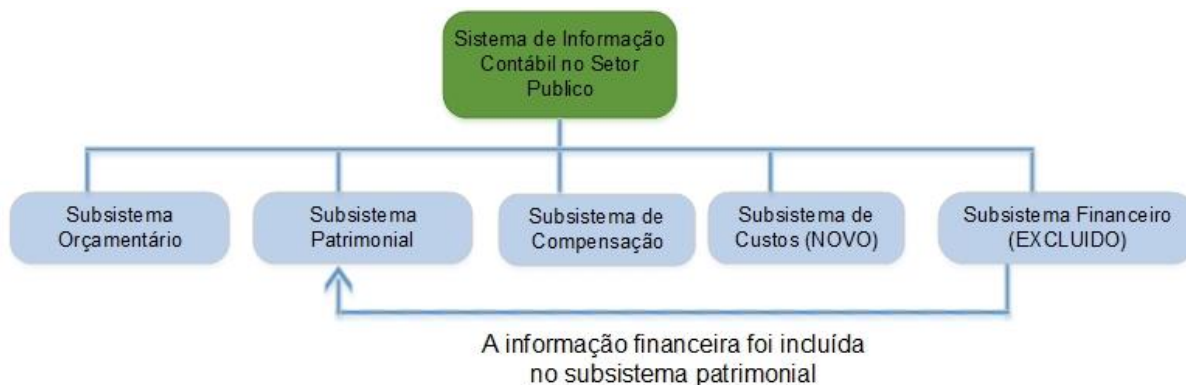 Sistema de Informação
Contábil no Setor
Publico
Subsistema
Orçamentário
Subsistema
Patrimonial
Subsistema de
Compensação
Subsistema de
Custos (NOVO)
Subsistema Financeiro
(EXCLUIDO)
A informação financeira foi incluída
no subsistema patrimonial